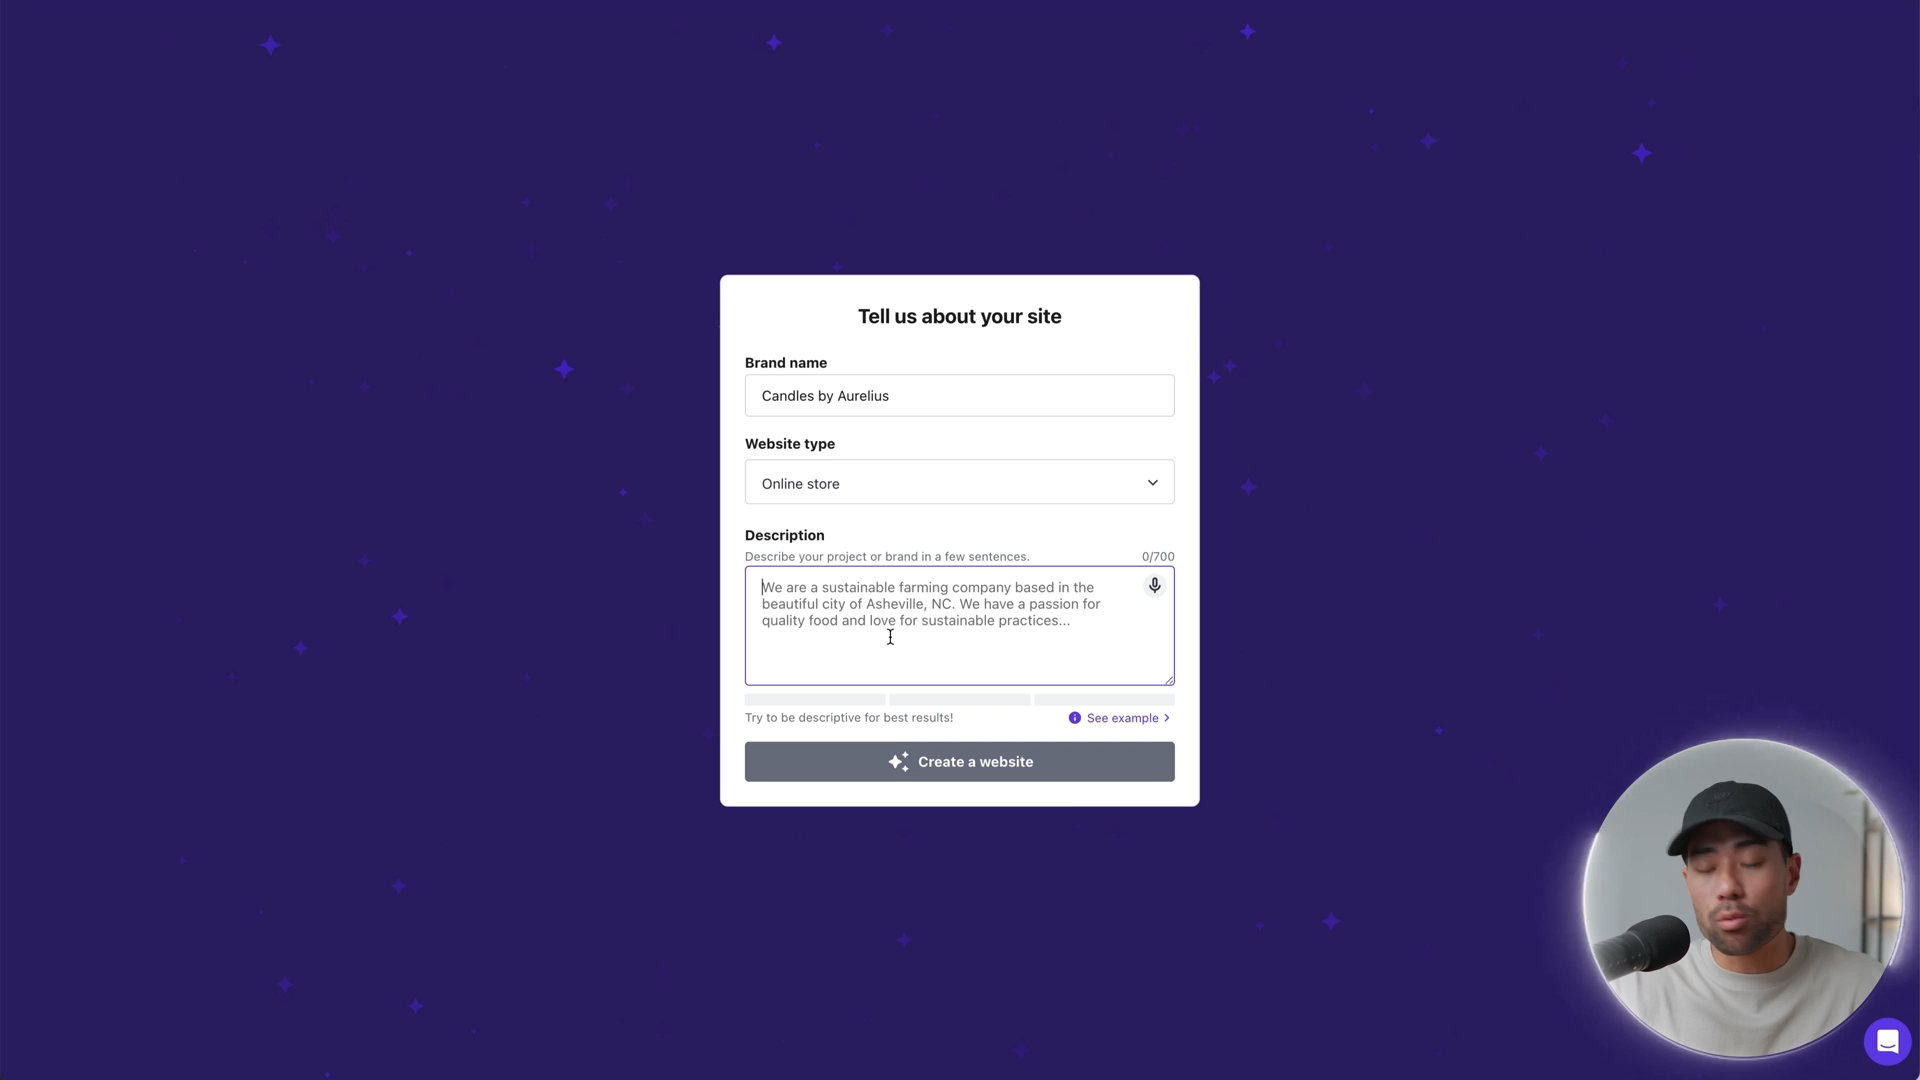 Tell us about your site
Brand name
Candles by Aurelius
Website type
Online store
Description
Describe your project or brand in a few sentences. 0/700
We are a sustainable farming company based in the
beautiful city of Asheville, NC. We have a passion for
quality food and love for sustainable practices...
Try to be descriptive for best results! See example
Create a website